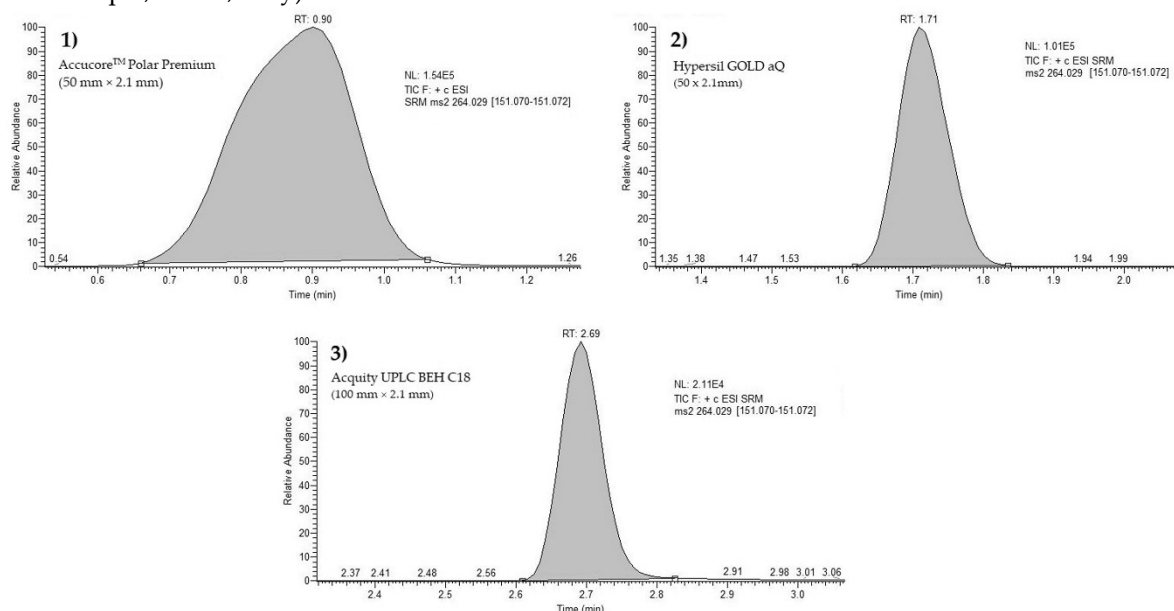 RT: 0.90
1)
Accucore™ Polar Premium
(50 mm × 2.1 mm)
NL: 1.54E5
TIC F: + c ESI
SRM ms2 264.029 [151.070-151.072]
Relative Abundance
100
90
80
70
60
50
40
30
20
10
0
0.54
1.26
0.6 0.7 0.8 0.9 1.0 1.1 1.2
Time (min)
RT: 1.71
2)
Hypersil GOLD aQ
(50 x 2.1mm)
NL: 1.01E5
TIC F: + c ESI SRM
ms2 264.029 [151.070-151.072]
Relative Abundance
100
90
80
70
60
50
40
30
20
10
0
1.35 1.38 1.47 1.53 1.94 1.99
1.4 1.5 1.6 1.7 1.8 1.9 2.0
Time (min)
RT: 2.69
3)
Acquity UPLC BEH C18
(100 mm × 2.1 mm)
NL: 2.11E4
TIC F: + c ESI SRM
ms2 264.029 [151.070-151.072]
Relative Abundance
100
90
80
70
60
50
40
30
20
10
0
2.37 2.41 2.48 2.56 2.91 2.98 3.01 3.06
2.4 2.5 2.6 2.7 2.8 2.9 3.0
Time (min)